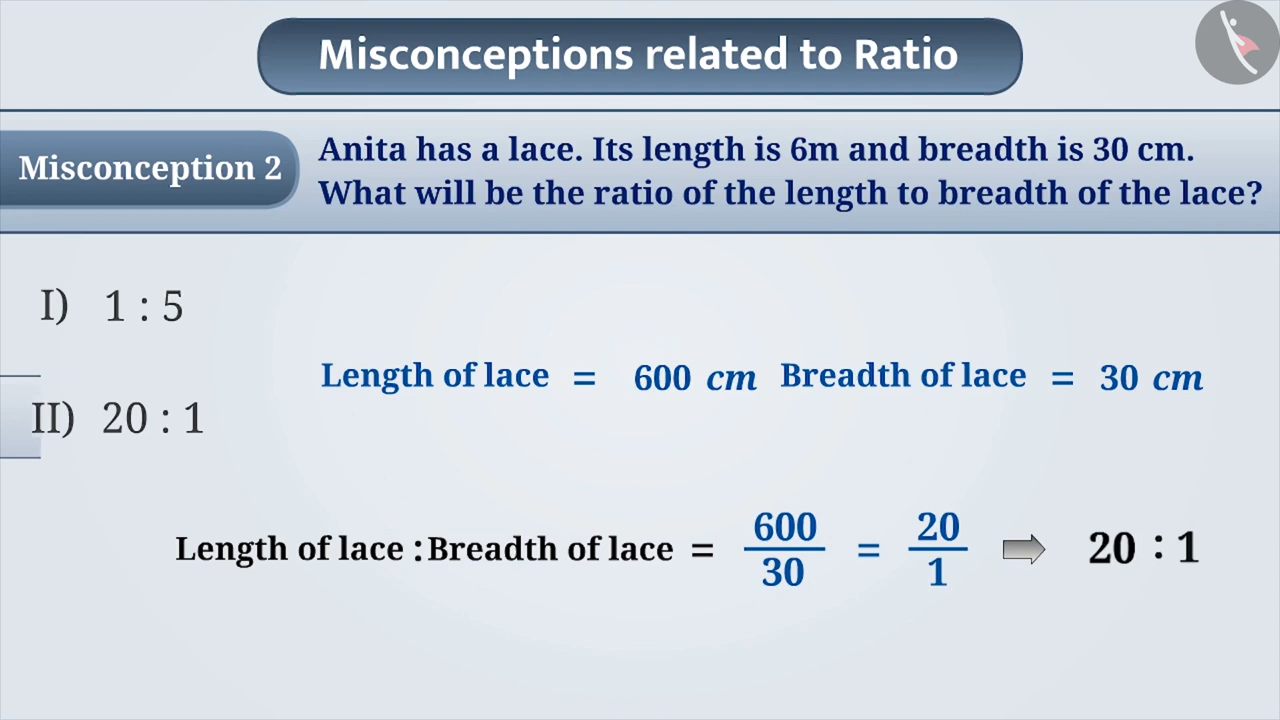 Misconceptions related to Ratio
Misconception 2
Anita has a lace. Its length is 6m and breadth is 30 cm.
What will be the ratio of the length to breadth of the lace?
I) 1 : 5
Length of lace = 600 cm Breadth of lace = 30 cm
II) 20 : 1
Length of lace : Breadth of lace = 600/30 = 20/1 ⇒ 20 : 1